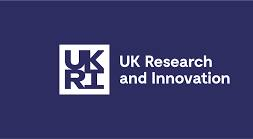 UK
RI
UK Research
and Innovation